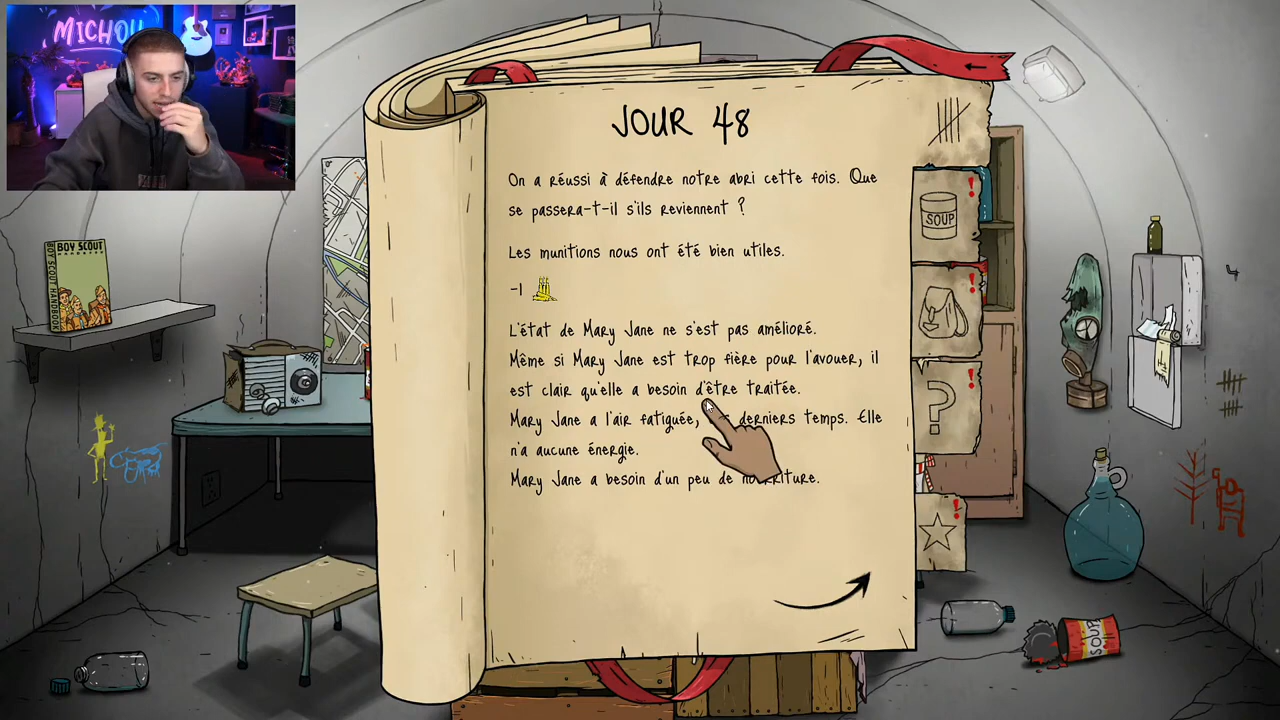 MICHOU
JOUR 48
On a réussi à défendre notre abri cette fois. Que
se passera-t-il s'ils reviennent ?
Les munitions nous ont été bien utiles.
-1
L'état de Mary Jane ne s'est pas amélioré.
Même si Mary Jane est trop fière pour l'avouer, il
est clair qu'elle a besoin d'être traitée.
Mary Jane a l'air fatiguée, derniers temps. Elle
n'a aucune énergie.
Mary Jane a besoin d'un peu de
SOUP
!
!
?
!
!
BOY SCOUT
BOY SCOUT HANDBOOK
SOUP